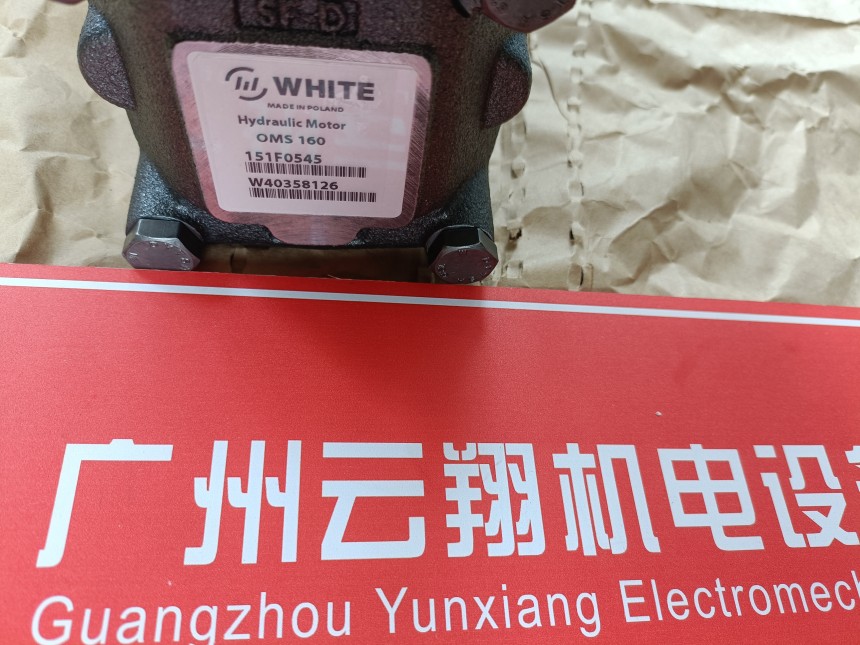 SF-D
WHITE
MADE IN POLAND
Hydraulic Motor
OMS 160
151F0545
W40358126
广州云翔机电设
Guangzhou Yunxiang Electromech